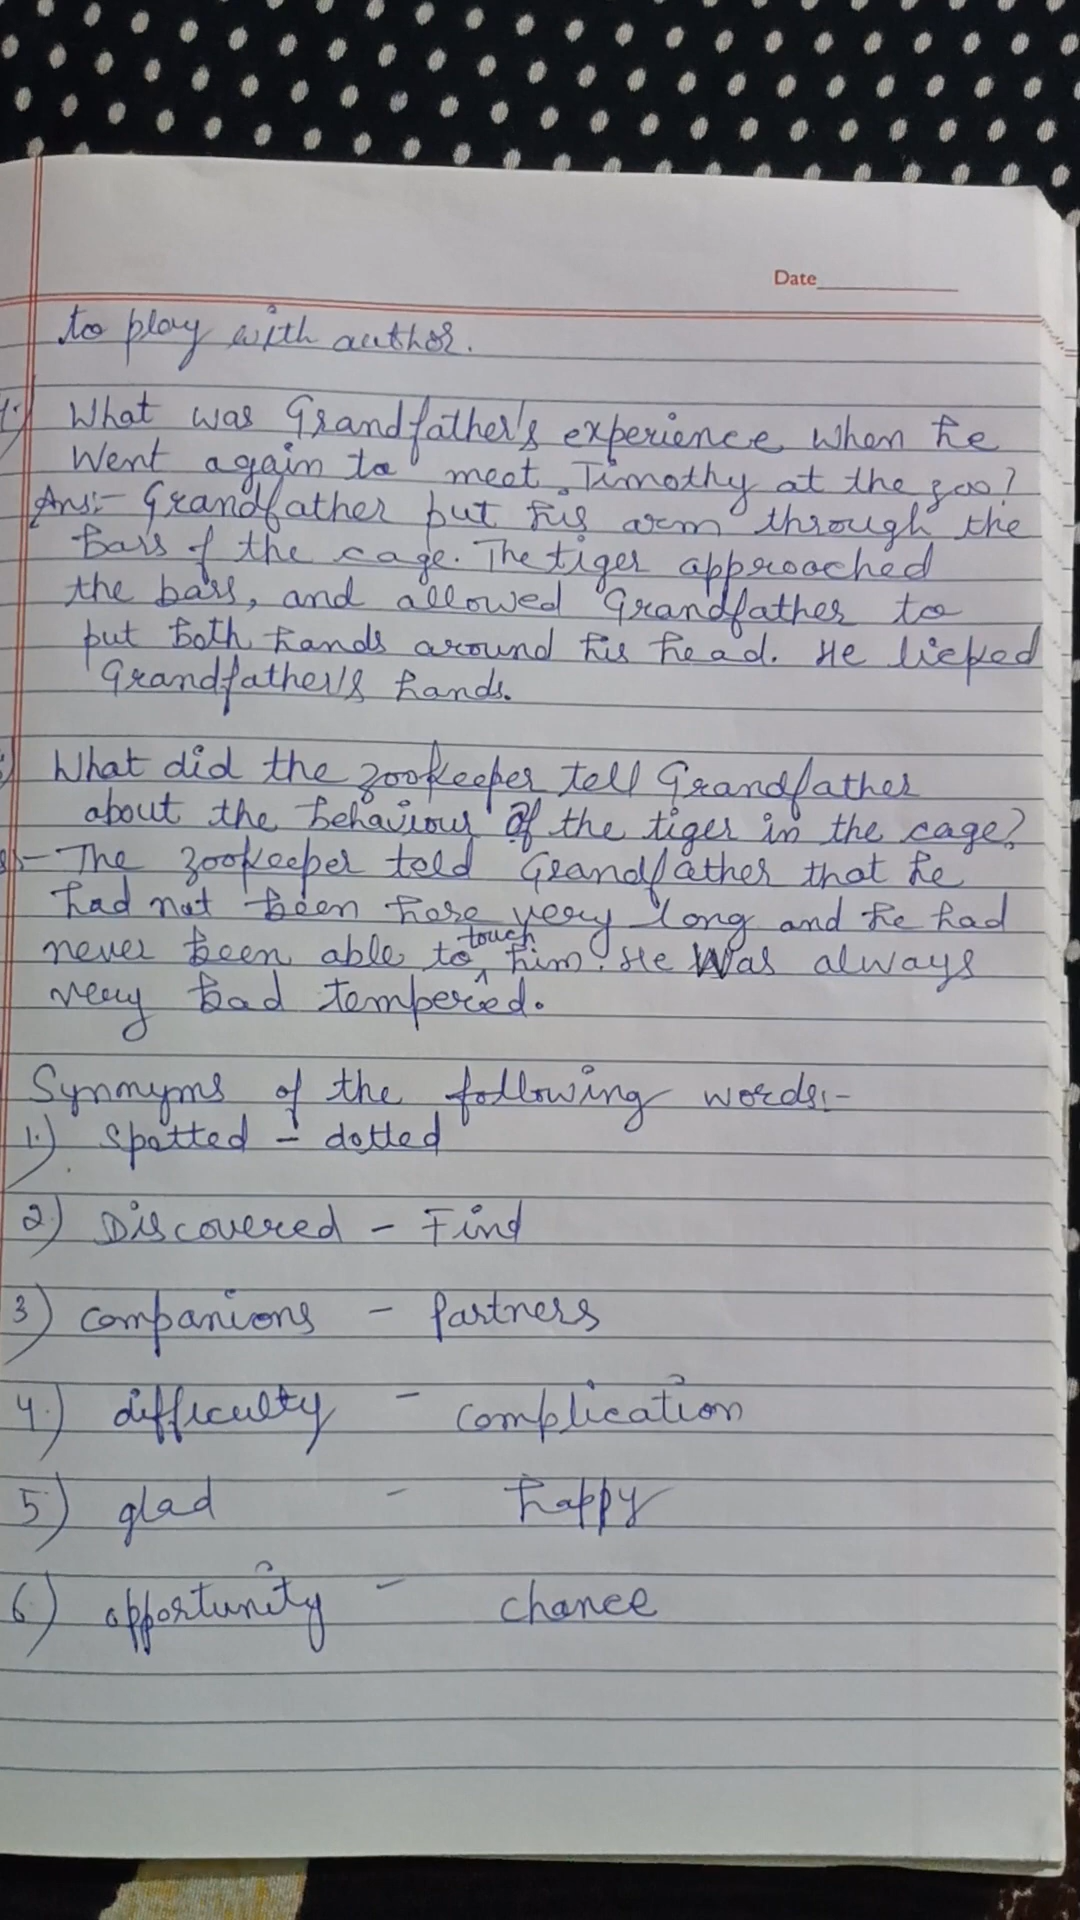 Date
to play with author.
What was Grandfather's experience when he
Went again to meet Timothy at the zoo?
Ans:- Grandfather put his arm through the
bars of the cage. The tiger approached
the bars, and allowed Grandfather to
put both hands around his head. He licked
Grandfather's hands.
What did the zookeeper tell Grandfather
about the behaviour of the tiger in the cage?
- The zookeeper told Grandfather that he
had not been here very long and he had
never been able to touch him. He was always
very bad tempered.
Synonyms of the following words:-
1.) Spotted - dotted
2) Discovered - Find
3) companions - Partners
4.) difficulty - complication
5) glad - happy
6) opportunity - chance